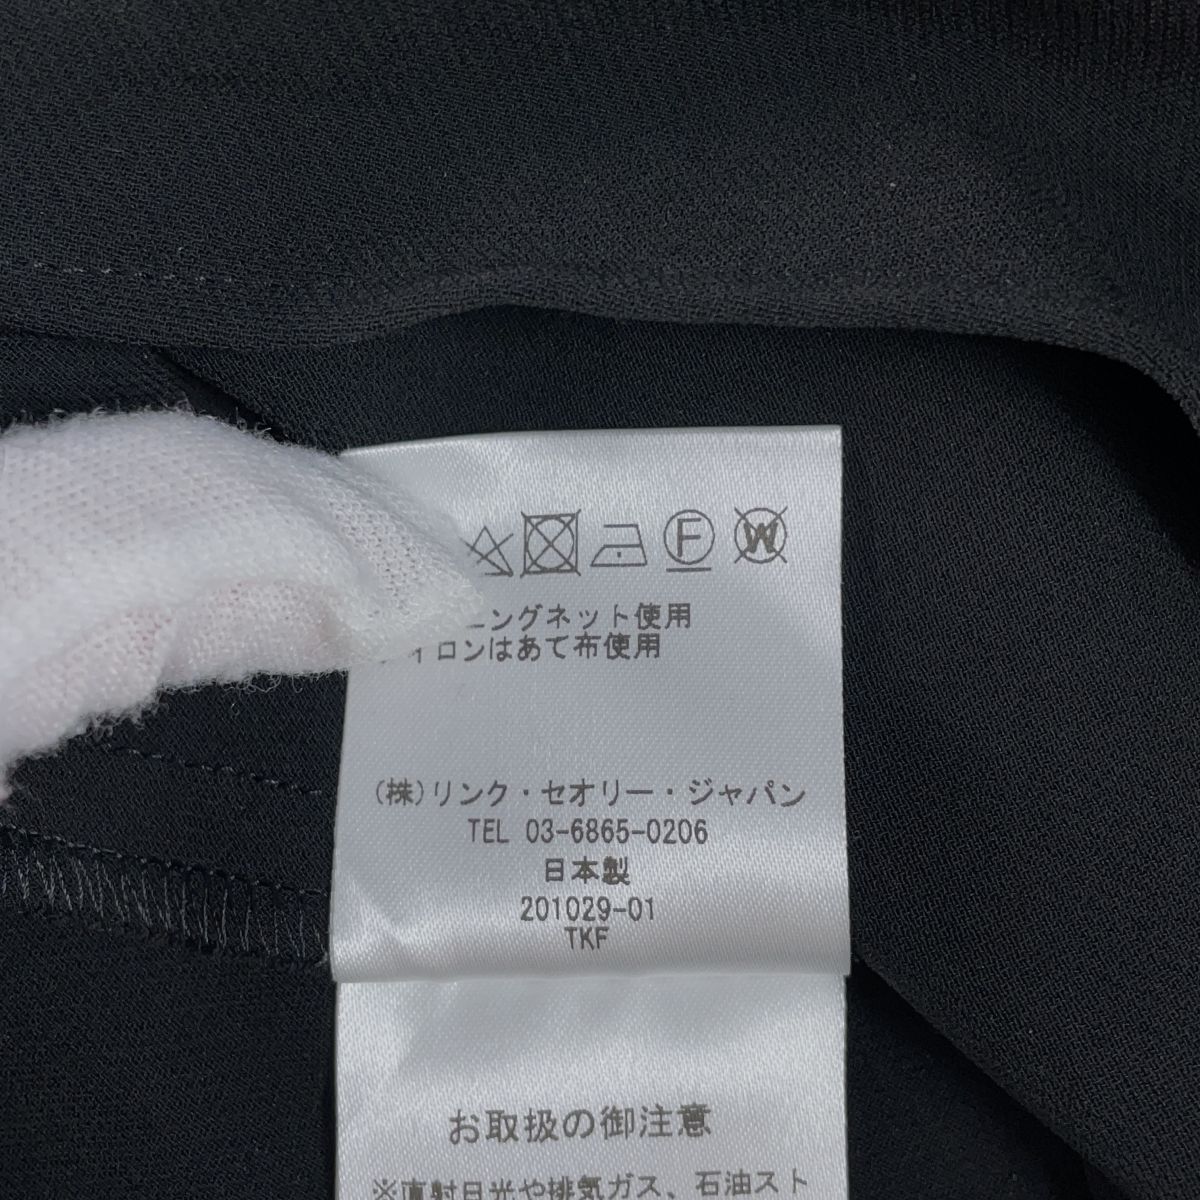 F W
ニングネット使用
イロンはあて布使用
(株)リンク・セオリー・ジャパン
TEL 03-6865-0206
日本製
201029-01
TKF
お取扱の御注意
※直射日光や排気ガス、石油スト